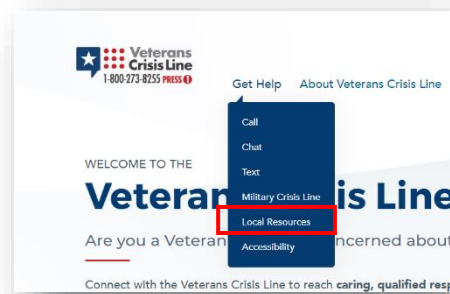 Veterans
Crisis Line
1-800-273-8255 PRESS 1
Get Help About Veterans Crisis Line
Call
Chat
Text
Military Crisis Line
Local Resources
Accessibility
WELCOME TO THE
Veteran is Line
Are you a Veteran ncerned about
Connect with the Veterans Crisis Line to reach caring, qualified resp